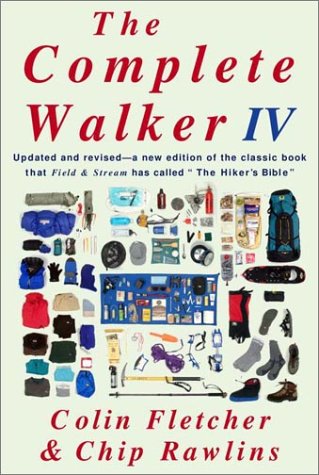 The
Complete
Walker IV
Updated and revised—a new edition of the classic book
that Field & Stream has called “The Hiker's Bible”
Colin Fletcher
& Chip Rawlins